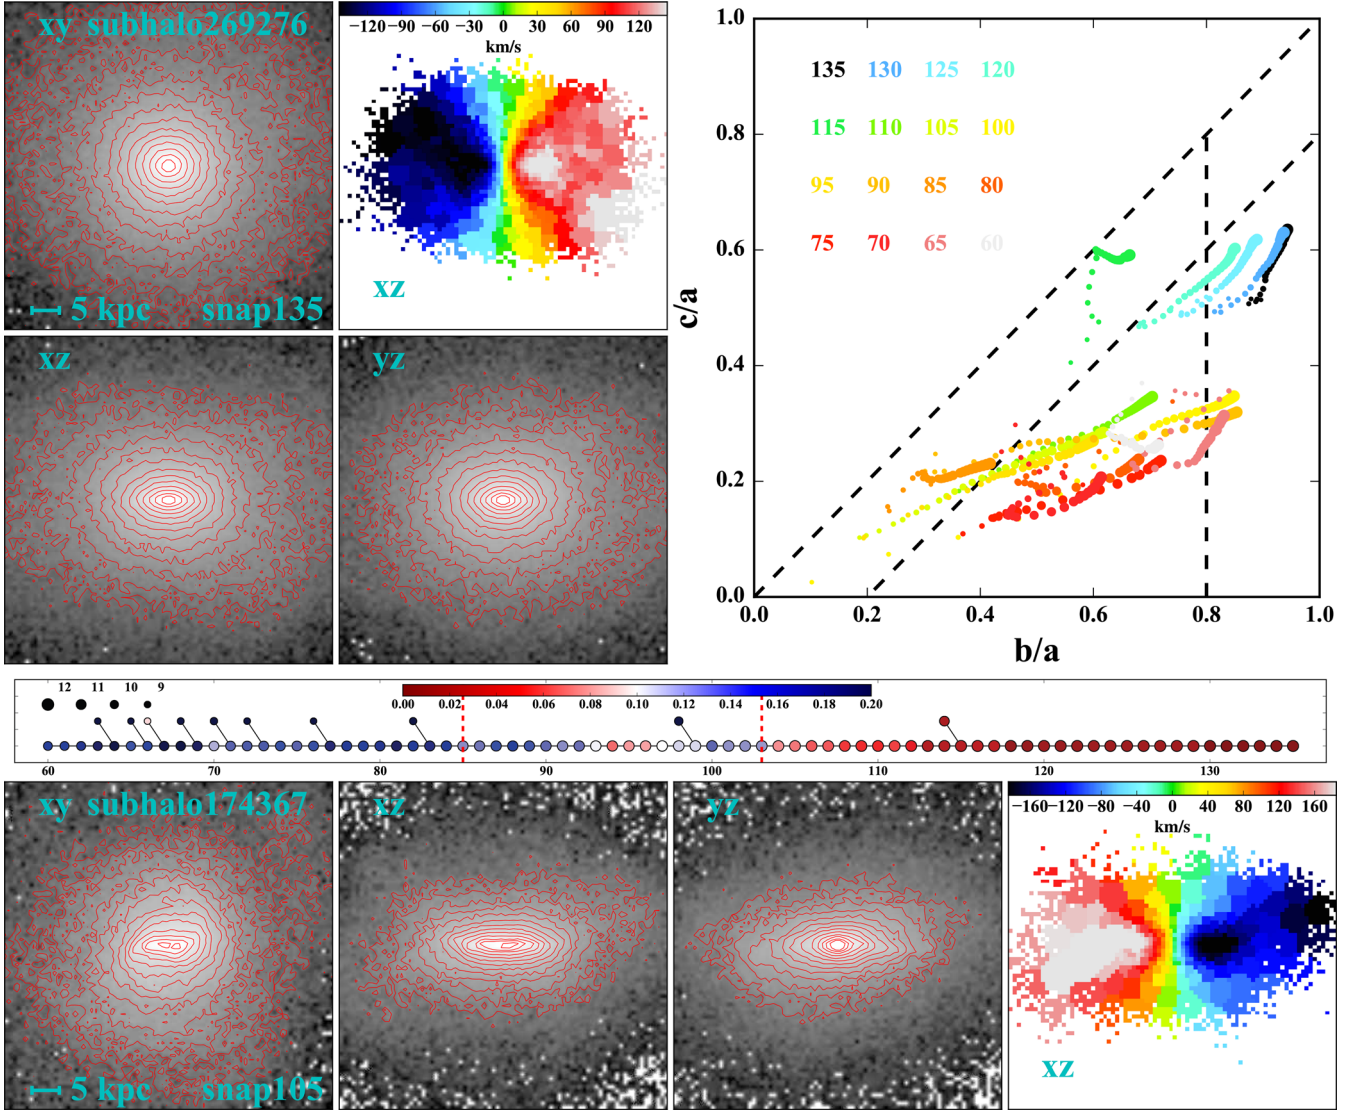 xy subhalo269276
5 kpc snap135
−120 −90 −60 −30 0 30 60 90 120
km/s
xz
xz
yz
1.0
0.8
0.6
0.4
0.2
0.0
c/a
135 130 125 120
115 110 105 100
95 90 85 80
75 70 65 60
0.0 0.2 0.4 0.6 0.8 1.0
b/a
12 11 10 9
0.00 0.02 0.04 0.06 0.08 0.10 0.12 0.14 0.16 0.18 0.20
60 70 80 90 100 110 120 130
xy subhalo174367
5 kpc snap105
xz
yz
−160 −120 −80 −40 0 40 80 120 160
km/s
xz